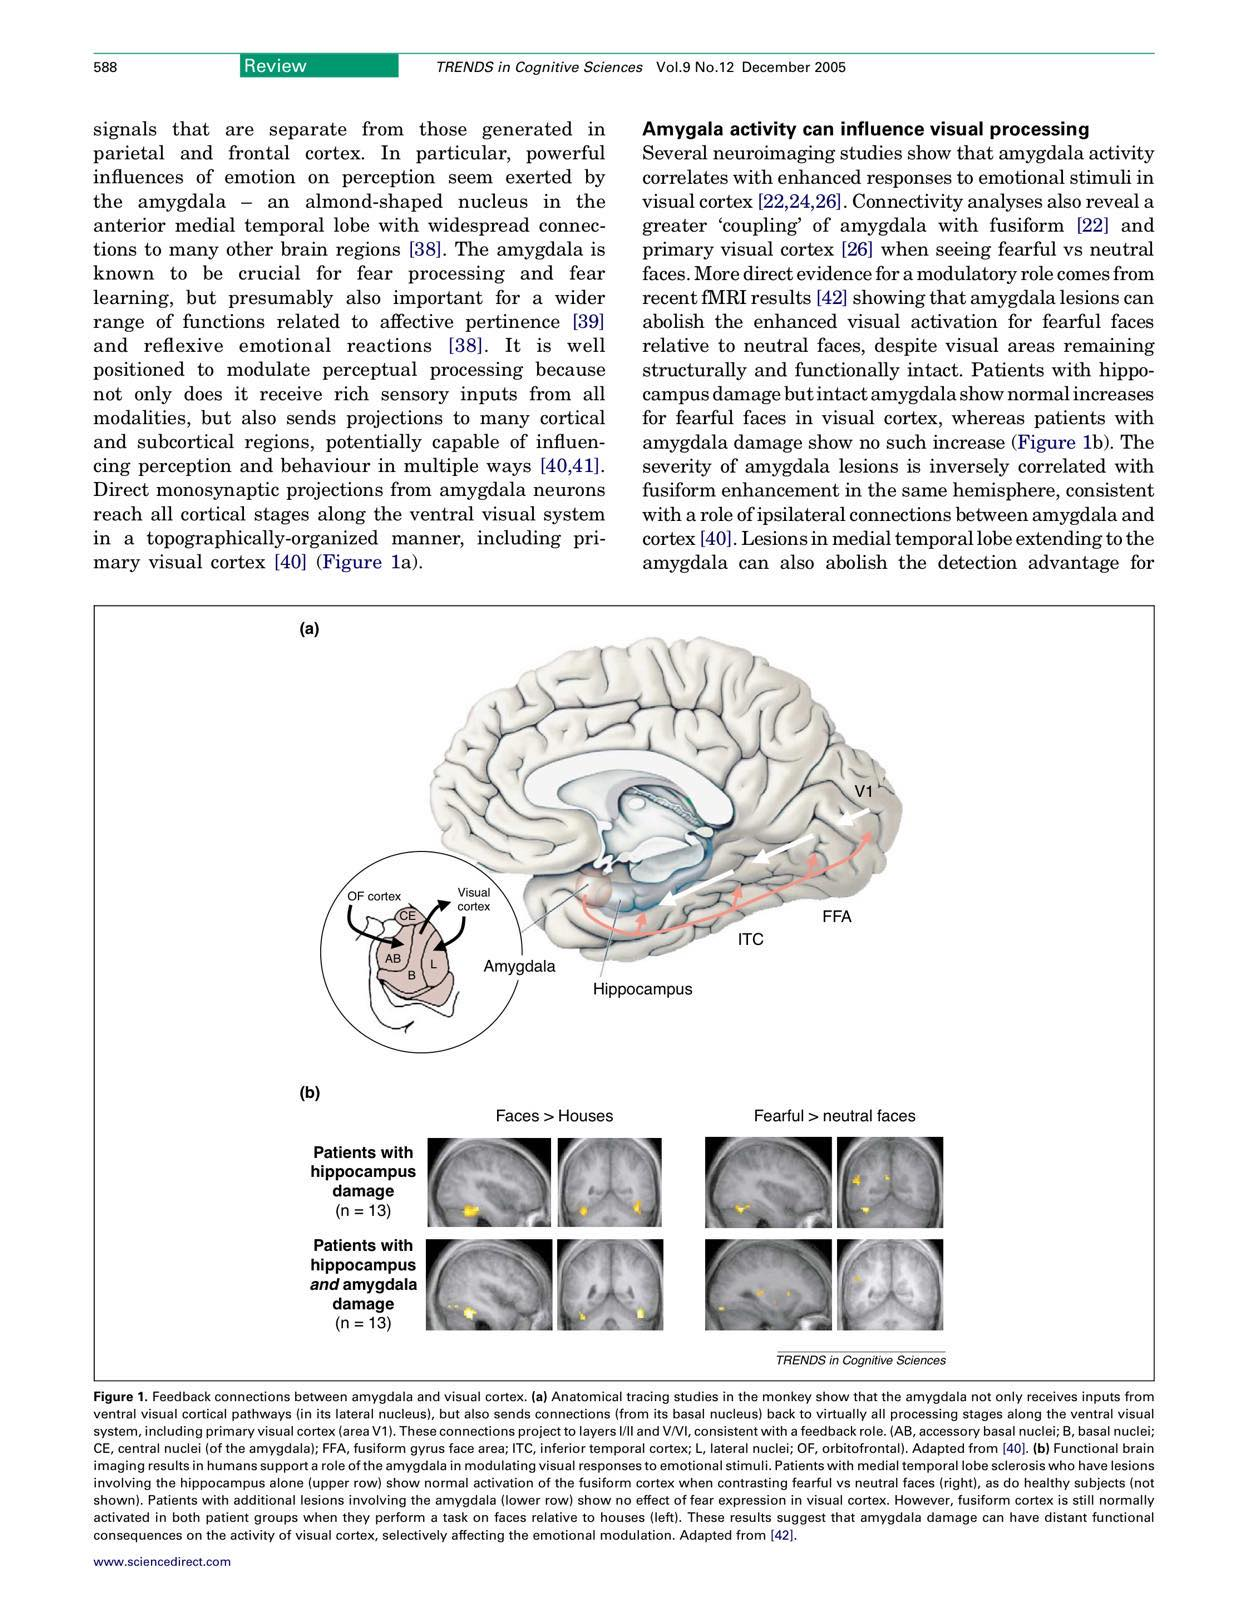 588
Review
TRENDS in Cognitive Sciences Vol.9 No.12 December 2005
signals that are separate from those generated in
parietal and frontal cortex. In particular, powerful
influences of emotion on perception seem exerted by
the amygdala – an almond-shaped nucleus in the
anterior medial temporal lobe with widespread connec-
tions to many other brain regions [38]. The amygdala is
known to be crucial for fear processing and fear
learning, but presumably also important for a wider
range of functions related to affective pertinence [39]
and reflexive emotional reactions [38]. It is well
positioned to modulate perceptual processing because
not only does it receive rich sensory inputs from all
modalities, but also sends projections to many cortical
and subcortical regions, potentially capable of influen-
cing perception and behaviour in multiple ways [40,41].
Direct monosynaptic projections from amygdala neurons
reach all cortical stages along the ventral visual system
in a topographically-organized manner, including pri-
mary visual cortex [40] (Figure 1a).
Amygala activity can influence visual processing
Several neuroimaging studies show that amygdala activity
correlates with enhanced responses to emotional stimuli in
visual cortex [22,24,26]. Connectivity analyses also reveal a
greater ‘coupling’ of amygdala with fusiform [22] and
primary visual cortex [26] when seeing fearful vs neutral
faces. More direct evidence for a modulatory role comes from
recent fMRI results [42] showing that amygdala lesions can
abolish the enhanced visual activation for fearful faces
relative to neutral faces, despite visual areas remaining
structurally and functionally intact. Patients with hippo-
campus damage but intact amygdala show normal increases
for fearful faces in visual cortex, whereas patients with
amygdala damage show no such increase (Figure 1b). The
severity of amygdala lesions is inversely correlated with
fusiform enhancement in the same hemisphere, consistent
with a role of ipsilateral connections between amygdala and
cortex [40]. Lesions in medial temporal lobe extending to the
amygdala can also abolish the detection advantage for
(a)
V1
FFA
ITC
Hippocampus
Amygdala
OF cortex
Visual
cortex
CE
AB
L
B
(b)
Faces > Houses
Fearful > neutral faces
Patients with
hippocampus
damage
(n = 13)
Patients with
hippocampus
and amygdala
damage
(n = 13)
TRENDS in Cognitive Sciences
Figure 1. Feedback connections between amygdala and visual cortex. (a) Anatomical tracing studies in the monkey show that the amygdala not only receives inputs from
ventral visual cortical pathways (in its lateral nucleus), but also sends connections (from its basal nucleus) back to virtually all processing stages along the ventral visual
system, including primary visual cortex (area V1). These connections project to layers I/II and V/VI, consistent with a feedback role. (AB, accessory basal nuclei; B, basal nuclei;
CE, central nuclei (of the amygdala); FFA, fusiform gyrus face area; ITC, inferior temporal cortex; L, lateral nuclei; OF, orbitofrontal). Adapted from [40]. (b) Functional brain
imaging results in humans support a role of the amygdala in modulating visual responses to emotional stimuli. Patients with medial temporal lobe sclerosis who have lesions
involving the hippocampus alone (upper row) show normal activation of the fusiform cortex when contrasting fearful vs neutral faces (right), as do healthy subjects (not
shown). Patients with additional lesions involving the amygdala (lower row) show no effect of fear expression in visual cortex. However, fusiform cortex is still normally
activated in both patient groups when they perform a task on faces relative to houses (left). These results suggest that amygdala damage can have distant functional
consequences on the activity of visual cortex, selectively affecting the emotional modulation. Adapted from [42].
www.sciencedirect.com